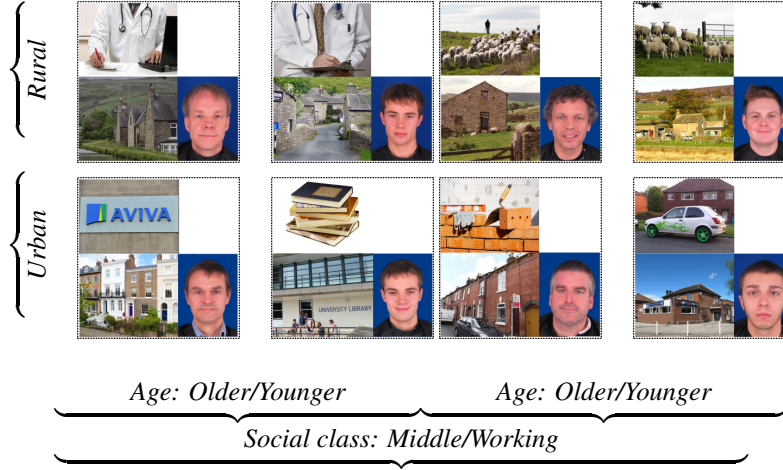 Rural
Urban
AVIVA
UNIVERSITY LIBRARY
Age: Older/Younger
Age: Older/Younger
Social class: Middle/Working